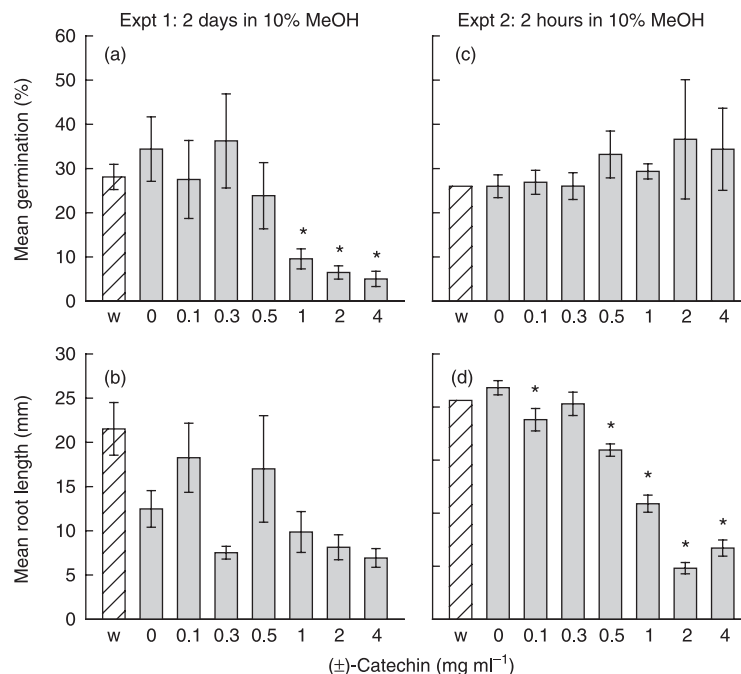 Expt 1: 2 days in 10% MeOH
Expt 2: 2 hours in 10% MeOH
(a)
Mean germination (%)
60
50
40
30
20
10
0
* * *
w 0 0.1 0.3 0.5 1 2 4
(c)
w 0 0.1 0.3 0.5 1 2 4
(b)
Mean root length (mm)
30
25
20
15
10
5
0
w 0 0.1 0.3 0.5 1 2 4
(d)
* * * * *
w 0 0.1 0.3 0.5 1 2 4
(±)-Catechin (mg ml⁻¹)